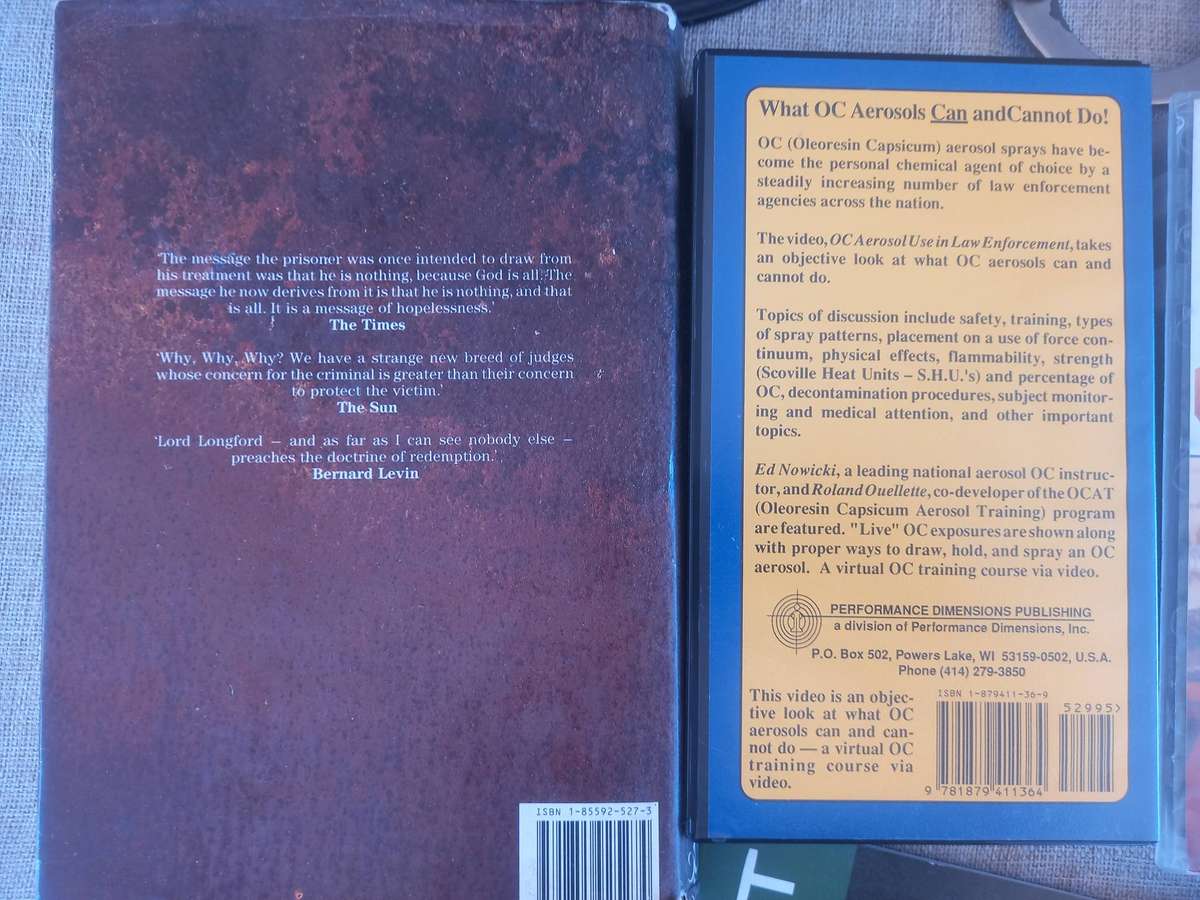 'The message the prisoner was once intended to draw from
his treatment was that he is nothing, because God is all. The
message he now derives from it is that he is nothing, and that
is all. It is a message of hopelessness.'
The Times
'Why, Why, Why? We have a strange new breed of judges
whose concern for the criminal is greater than their concern
to protect the victim.'
The Sun
'Lord Longford – and as far as I can see nobody else –
preaches the doctrine of redemption.'
Bernard Levin
ISBN 1-85592-527-3
What OC Aerosols Can andCannot Do!
OC (Oleoresin Capsicum) aerosol sprays have be-
come the personal chemical agent of choice by a
steadily increasing number of law enforcement
agencies across the nation.
The video, OC Aerosol Use in Law Enforcement, takes
an objective look at what OC aerosols can and
cannot do.
Topics of discussion include safety, training, types
of spray patterns, placement on a use of force con-
tinuum, physical effects, flammability, strength
(Scoville Heat Units – S.H.U.'s) and percentage of
OC, decontamination procedures, subject monitor-
ing and medical attention, and other important
topics.
Ed Nowicki, a leading national aerosol OC instruc-
tor, and Roland Ouellette, co-developer of the OCAT
(Oleoresin Capsicum Aerosol Training) program
are featured. "Live" OC exposures are shown along
with proper ways to draw, hold, and spray an OC
aerosol. A virtual OC training course via video.
PERFORMANCE DIMENSIONS PUBLISHING
a division of Performance Dimensions, Inc.
P.O. Box 502, Powers Lake, WI 53159-0502, U.S.A.
Phone (414) 279-3850
This video is an objec-
tive look at what OC
aerosols can and can-
not do — a virtual OC
training course via
video.
ISBN 1-879411-36-9
52995>
9 781879 411364
T